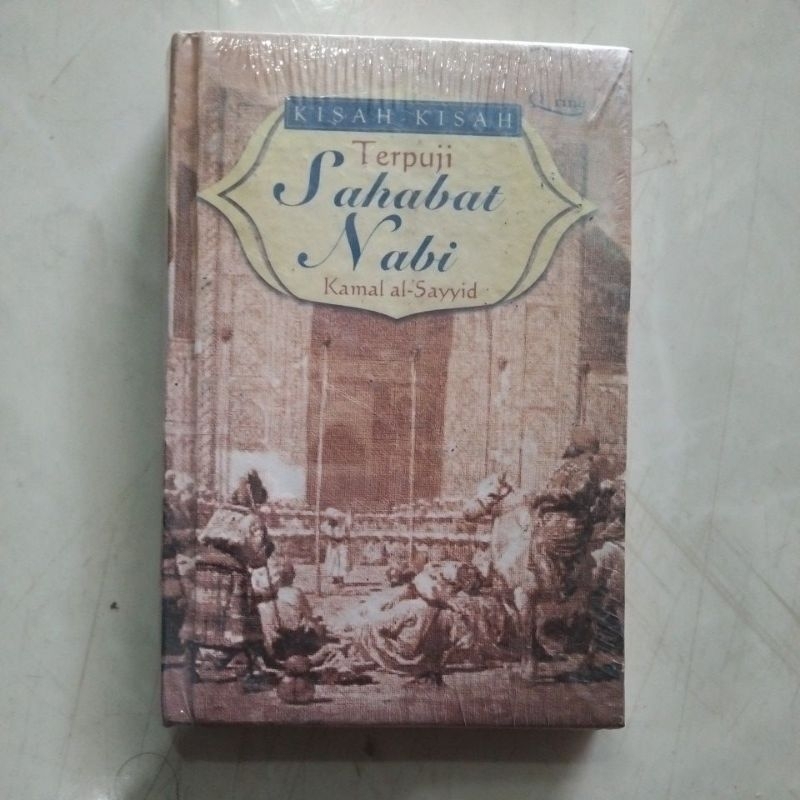 KISAH-KISAH
Terpuji
Sahabat
Nabi
Kamal al-Sayyid